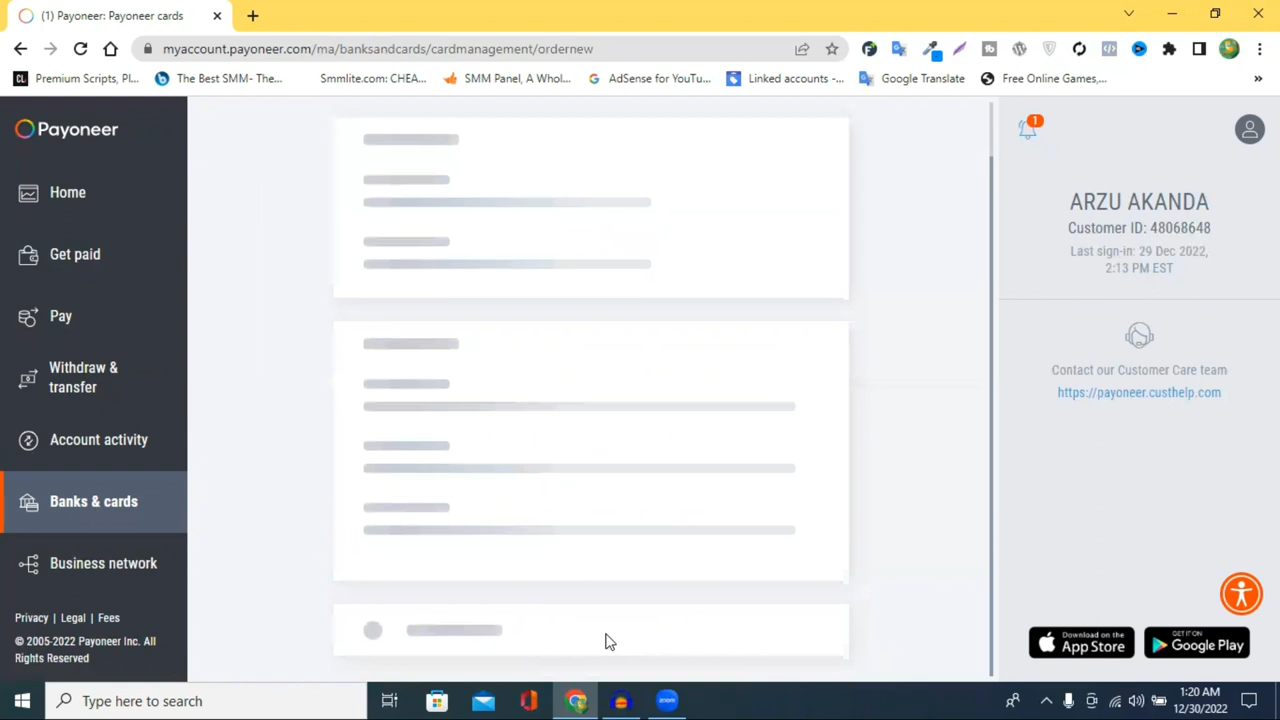 (1) Payoneer: Payoneer cards
myaccount.payoneer.com/ma/banksandcards/cardmanagement/ordernew
CL Premium Scripts, Pl...
The Best SMM- The...
Smmlite.com: CHEA...
SMM Panel, A Whol...
AdSense for YouTu...
Linked accounts -...
Google Translate
Free Online Games,...
»
Payoneer
Home
Get paid
Pay
Withdraw &
transfer
Account activity
Banks & cards
Business network
Privacy | Legal | Fees
© 2005-2022 Payoneer Inc. All
Rights Reserved
1
ARZU AKANDA
Customer ID: 48068648
Last sign-in: 29 Dec 2022,
2:13 PM EST
Contact our Customer Care team
https://payoneer.custhelp.com
Download on the
App Store
GET IT ON
Google Play
Type here to search
zoom
1:20 AM
12/30/2022